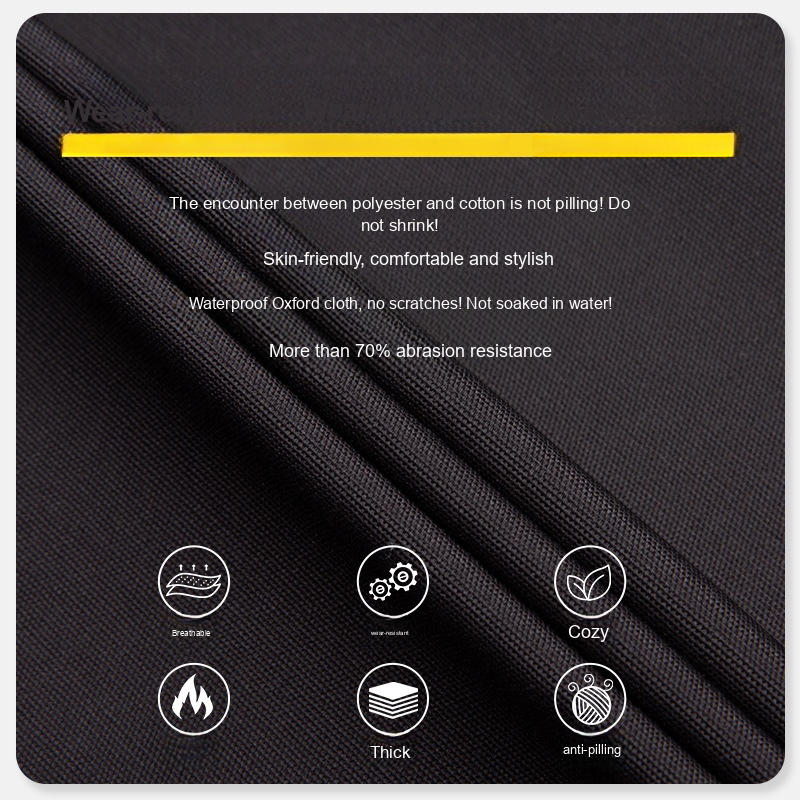 The encounter between polyester and cotton is not pilling! Do
not shrink!
Skin-friendly, comfortable and stylish
Waterproof Oxford cloth, no scratches! Not soaked in water!
More than 70% abrasion resistance
Breathable
wear-resistant
Cozy
Thick
anti-pilling